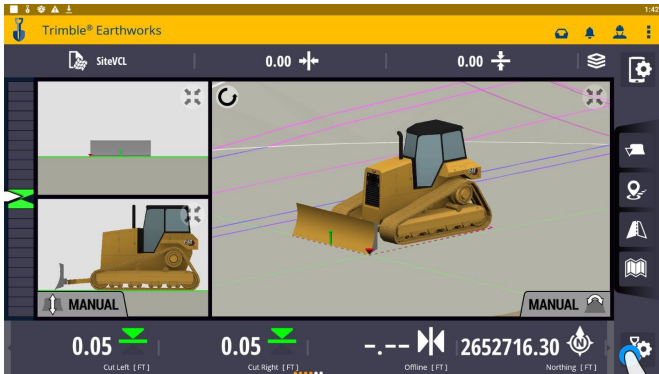 1:42
Trimble® Earthworks
SiteVCL
0.00
0.00
MANUAL
MANUAL
0.05
0.05
-.--
2652716.30
N
Cut Left [FT]
Cut Right [FT]
Offline [FT]
Northing [FT]